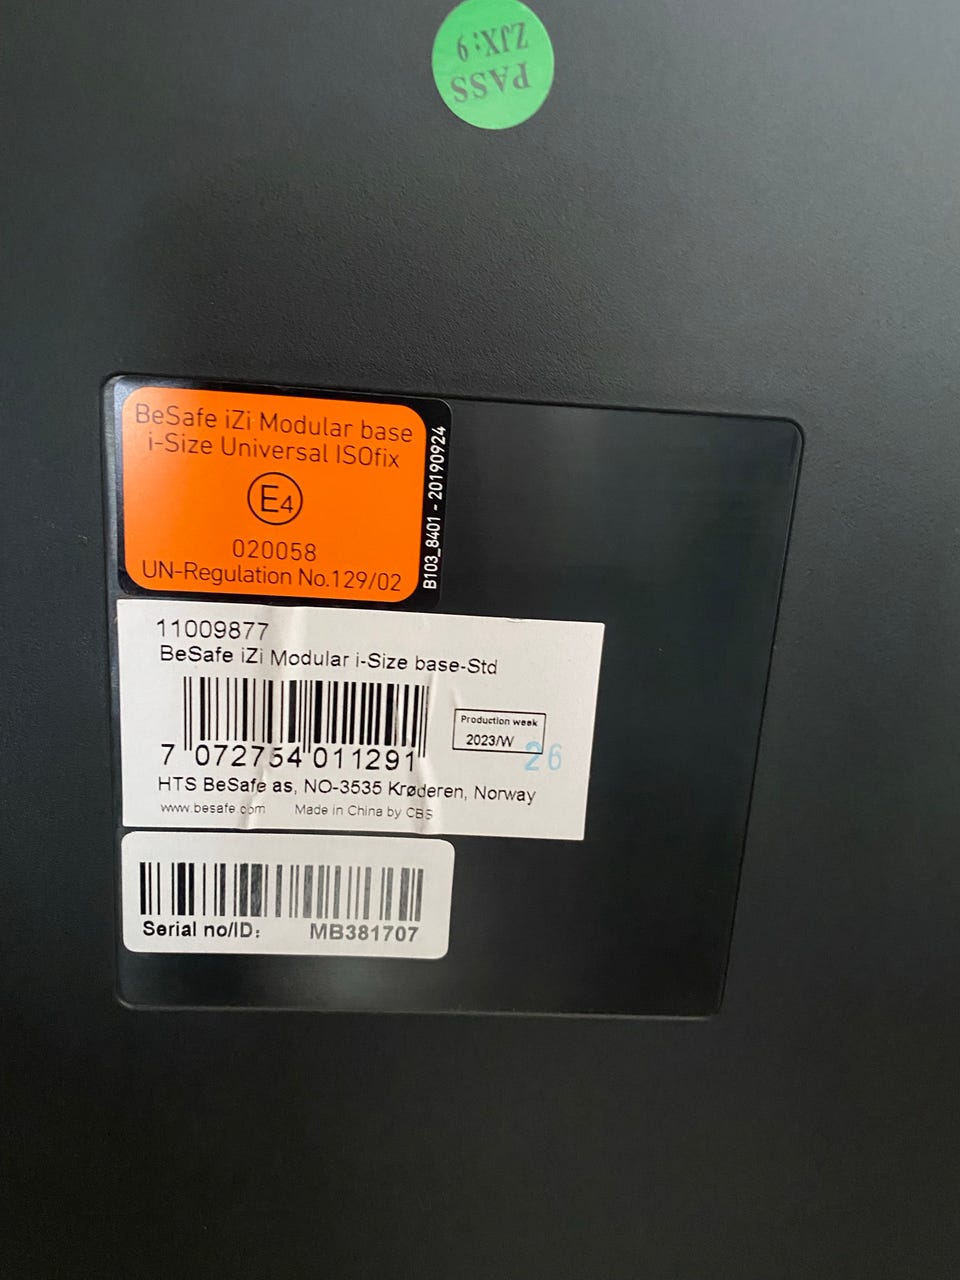 PASS
ZJX:9
BeSafe iZi Modular base
i-Size Universal ISOfix
E4
020058
UN-Regulation No.129/02
B103_8401 - 20190924
11009877
BeSafe iZi Modular i-Size base-Std
7 072754 011291
Production week
2023/W 26
HTS BeSafe as, NO-3535 Krøderen, Norway
www.besafe.com Made in China by CBS
Serial no/ID: MB381707